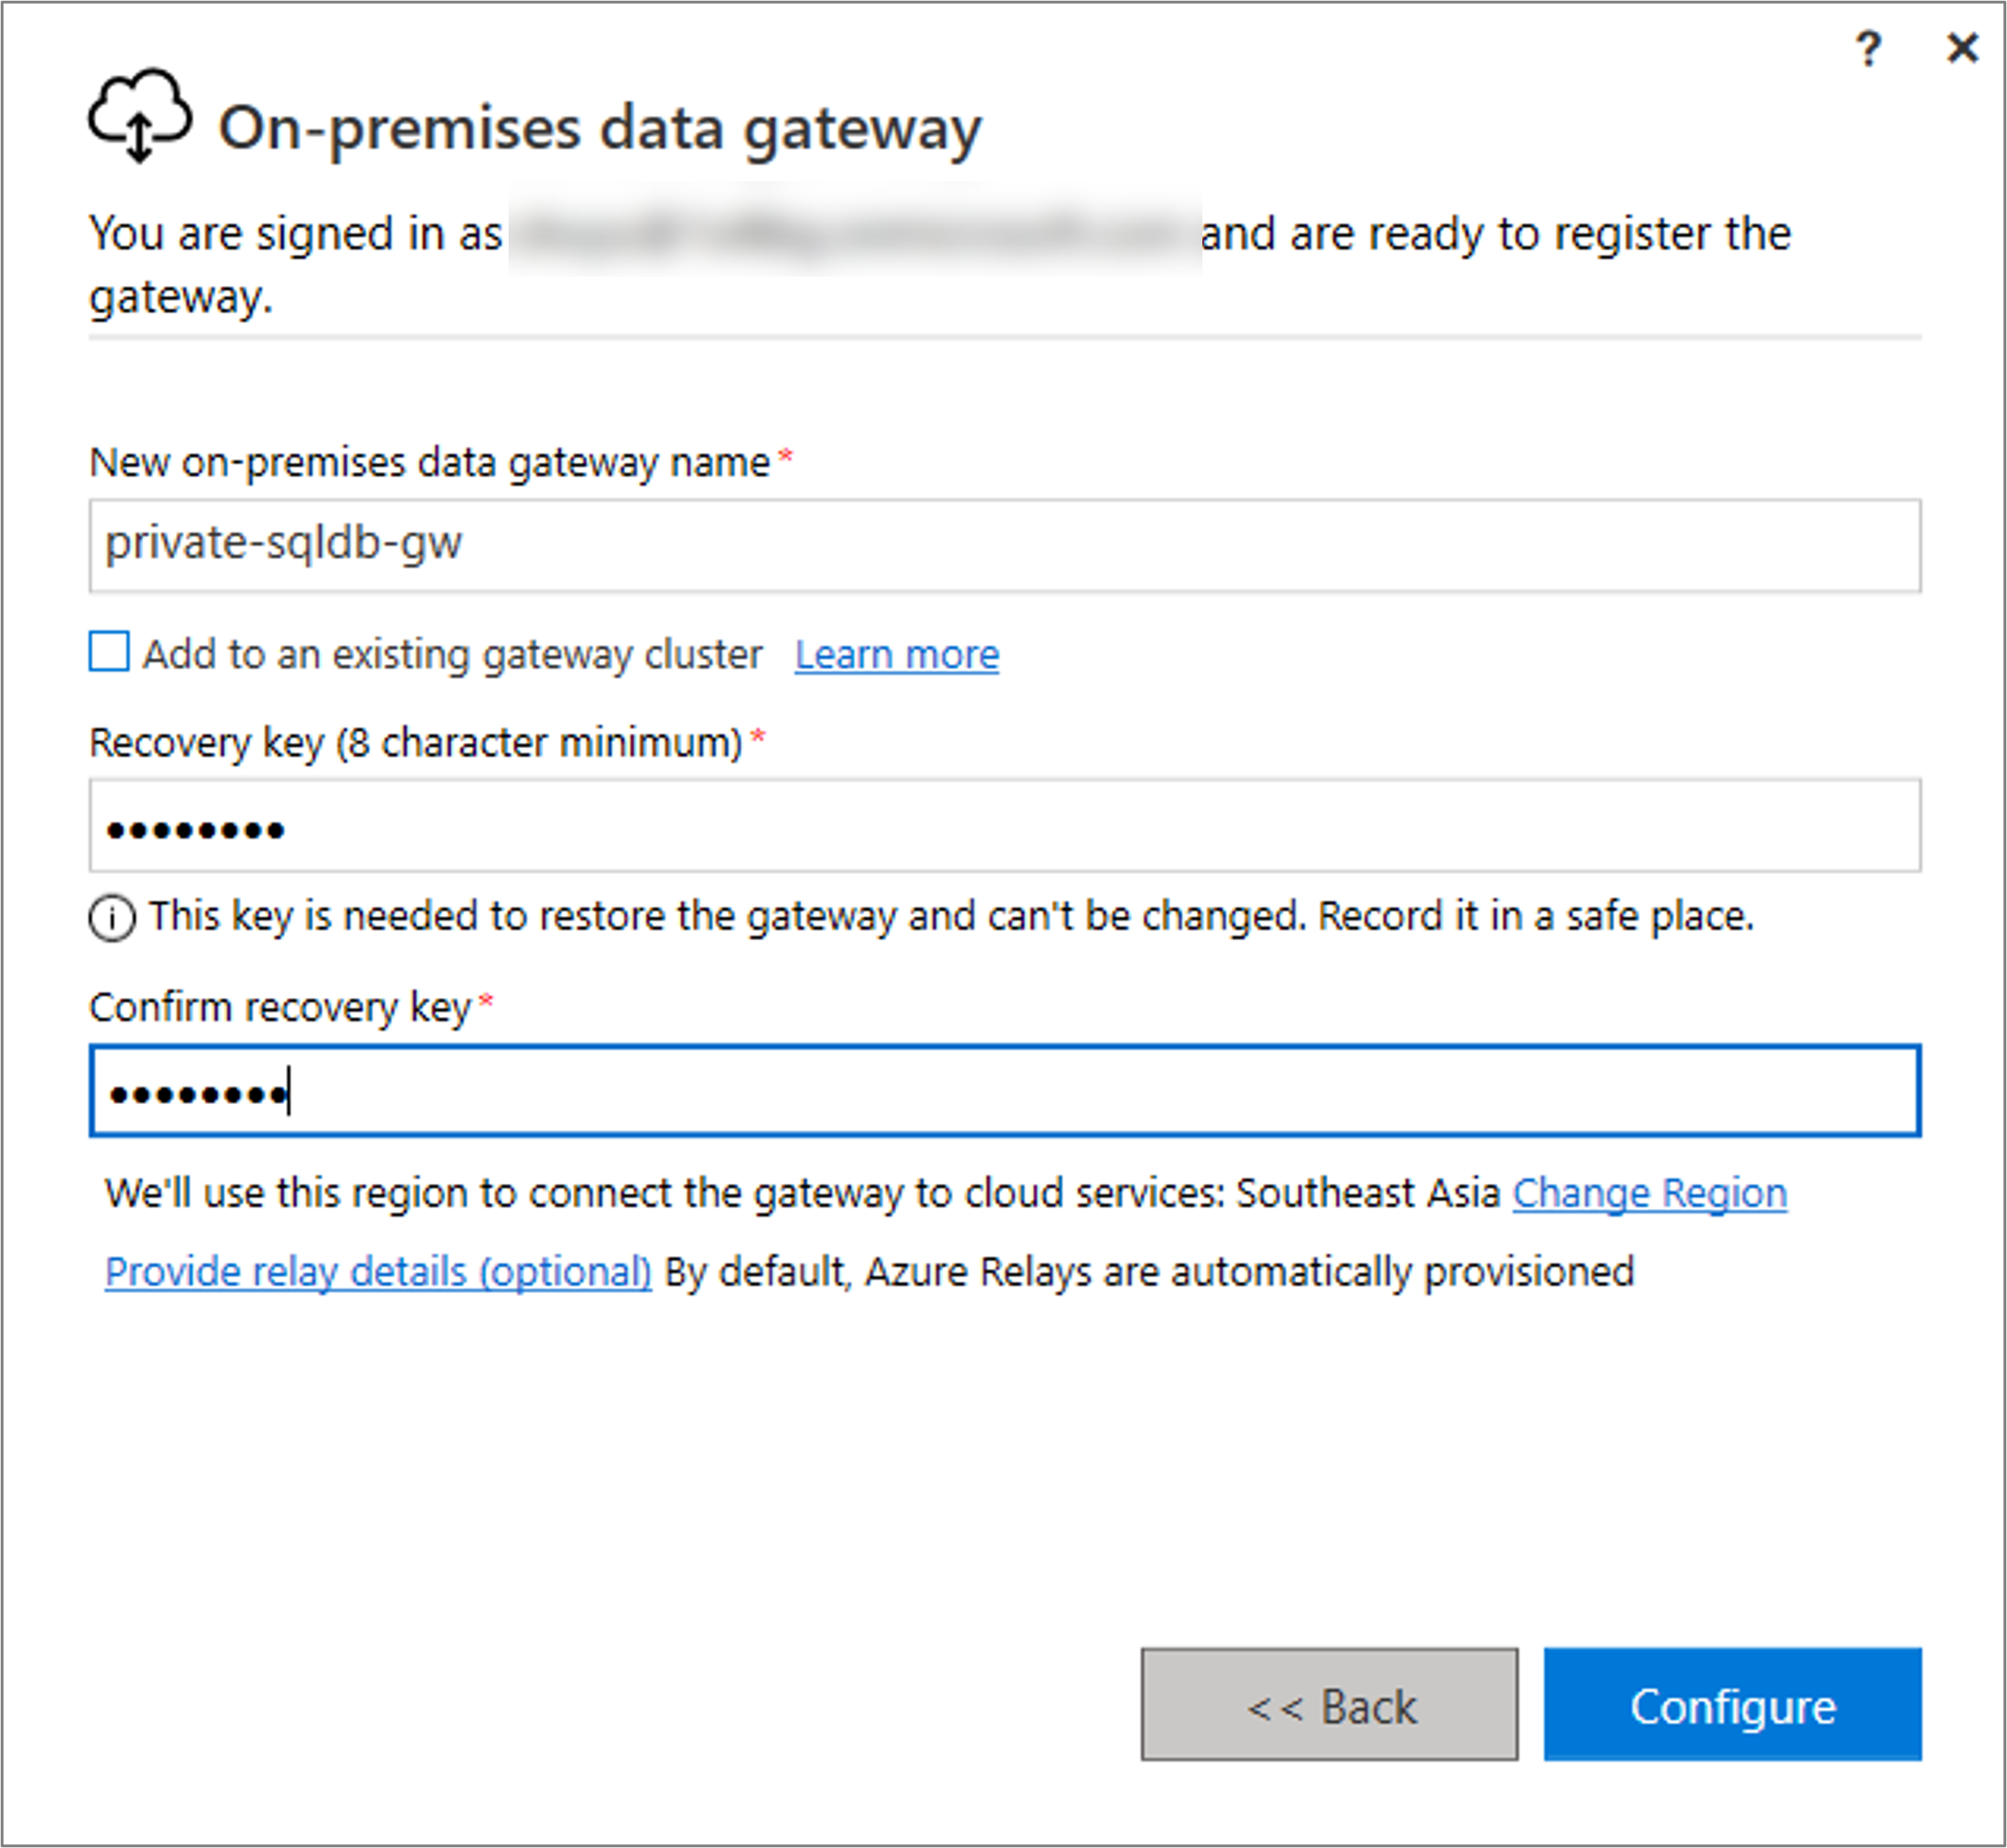 ?
On-premises data gateway
You are signed in as and are ready to register the
gateway.
New on-premises data gateway name *
private-sqldb-gw
Add to an existing gateway cluster Learn more
Recovery key (8 character minimum) *
••••••••
This key is needed to restore the gateway and can't be changed. Record it in a safe place.
Confirm recovery key *
••••••••
We'll use this region to connect the gateway to cloud services: Southeast Asia Change Region
Provide relay details (optional) By default, Azure Relays are automatically provisioned
<< Back Configure